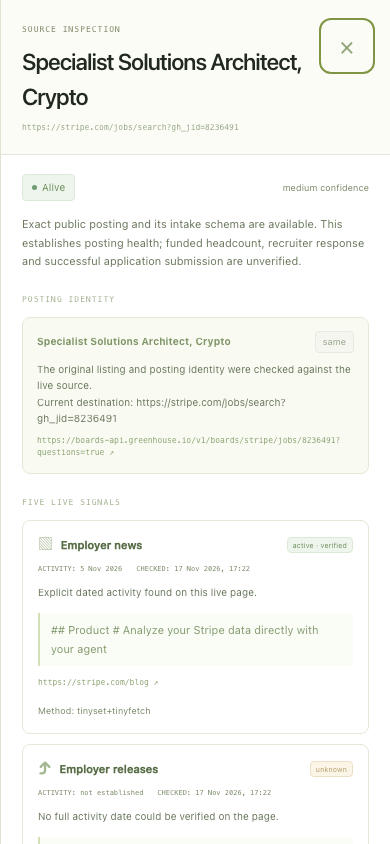 SOURCE INSPECTION
Specialist Solutions Architect,
Crypto
https://stripe.com/jobs/search?gh_jid=8236491
×
Alive
medium confidence
Exact public posting and its intake schema are available. This
establishes posting health; funded headcount, recruiter response
and successful application submission are unverified.
POSTING IDENTITY
Specialist Solutions Architect, Crypto
same
The original listing and posting identity were checked against the
live source.
Current destination: https://stripe.com/jobs/search?
gh_jid=8236491
https://boards-api.greenhouse.io/v1/boards/stripe/jobs/8236491?
questions=true ↗
FIVE LIVE SIGNALS
Employer news
active · verified
ACTIVITY: 5 Nov 2026 CHECKED: 17 Nov 2026, 17:22
Explicit dated activity found on this live page.
## Product # Analyze your Stripe data directly with
your agent
https://stripe.com/blog ↗
Method: tinyset+tinyfetch
Employer releases
unknown
ACTIVITY: not established CHECKED: 17 Nov 2026, 17:22
No full activity date could be verified on the page.